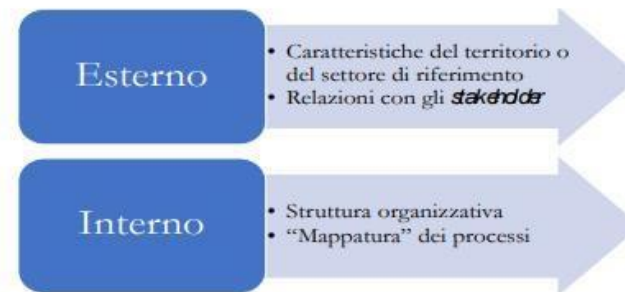 Esterno
• Caratteristiche del territorio o
del settore di riferimento
• Relazioni con gli stakeholder
Interno
• Struttura organizzativa
• “Mappatura” dei processi